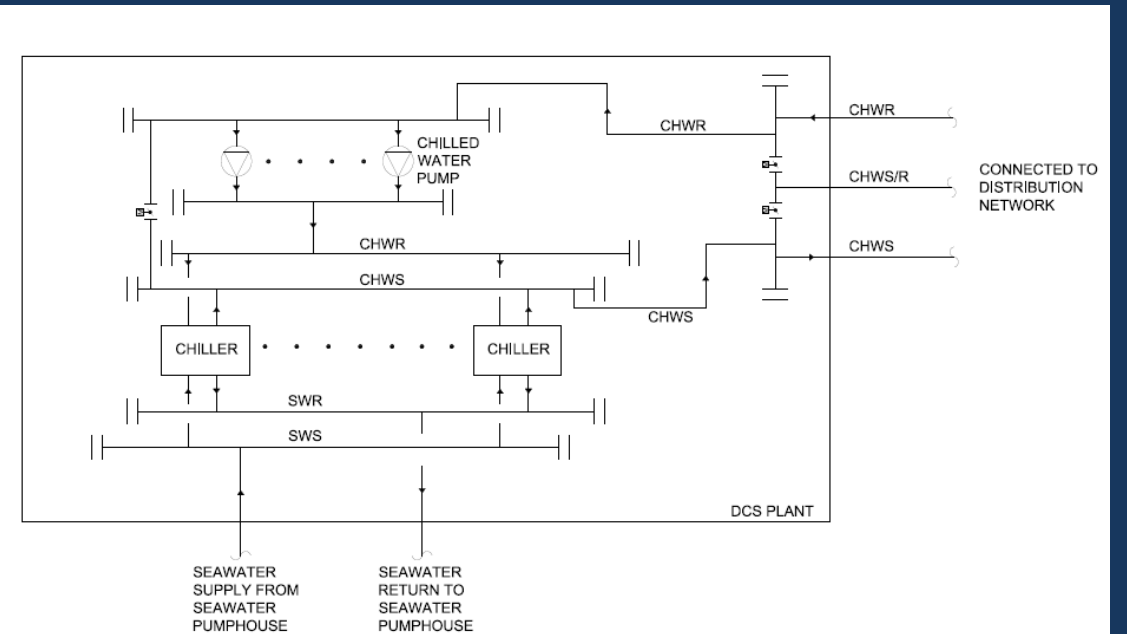 CHWR
CHWR
CHILLED
WATER
PUMP
CHWS/R
CONNECTED TO
DISTRIBUTION
NETWORK
CHWR
CHWS
CHWS
CHWS
CHILLER
CHILLER
SWR
SWS
DCS PLANT
SEAWATER
SUPPLY FROM
SEAWATER
PUMPHOUSE
SEAWATER
RETURN TO
SEAWATER
PUMPHOUSE